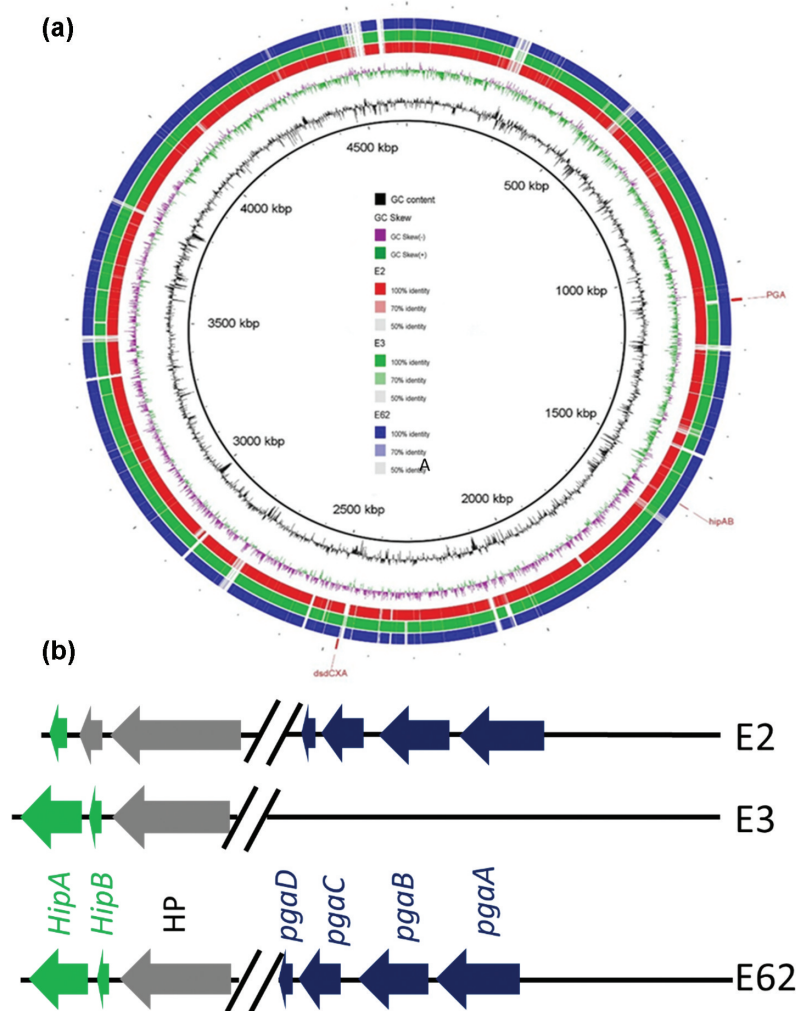 (a)
4500 kbp
500 kbp
1000 kbp
1500 kbp
2000 kbp
2500 kbp
3000 kbp
3500 kbp
4000 kbp
GC content
GC Skew
GC Skew(-)
GC Skew(+)
E2
100% identity
70% identity
50% identity
E3
100% identity
70% identity
50% identity
E62
100% identity
70% identity
50% identity
A
PGA
hipAB
dsdCXA
(b)
E2
E3
HipA
HipB
HP
pgaD
pgaC
pgaB
pgaA
E62